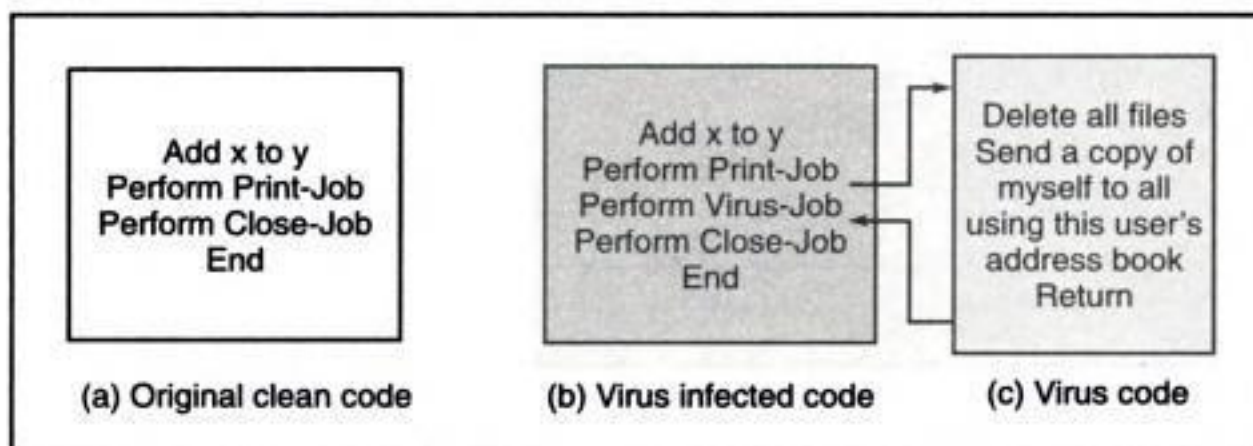 Add x to y
Perform Print-Job
Perform Close-Job
End
(a) Original clean code
Add x to y
Perform Print-Job
Perform Virus-Job
Perform Close-Job
End
(b) Virus infected code
Delete all files
Send a copy of
myself to all
using this user's
address book
Return
(c) Virus code